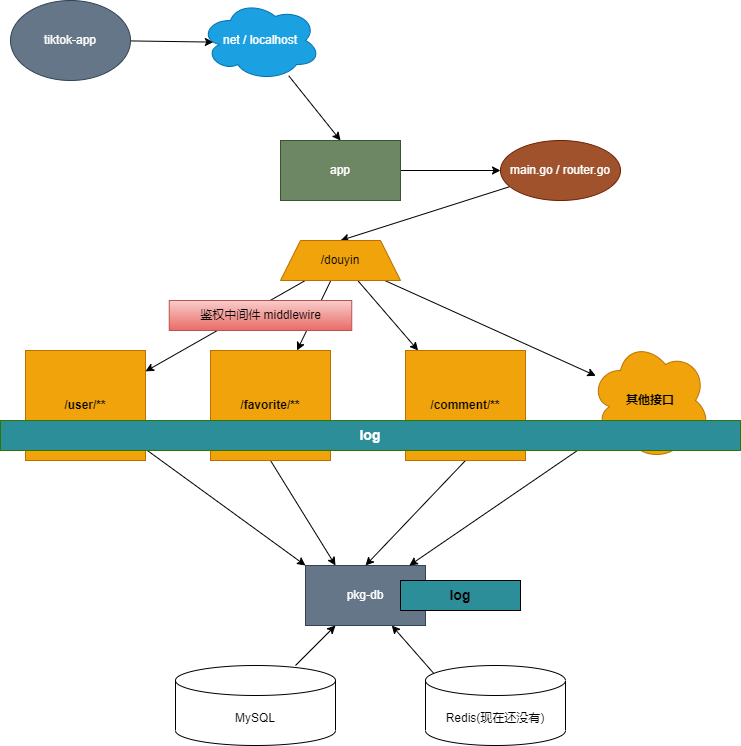 tiktok-app
net / localhost
app
main.go / router.go
/douyin
鉴权中间件 middlewire
/user/**
/favorite/**
/comment/**
其他接口
log
pkg-db
log
MySQL
Redis(现在还没有)